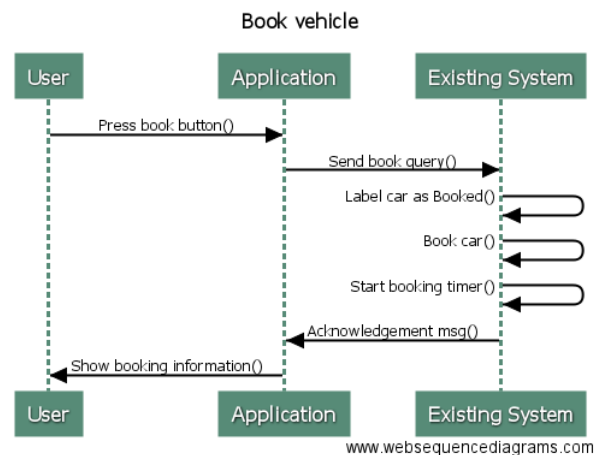 Book vehicle
User Application Existing System
Press book button()
Send book query()
Label car as Booked()
Book car()
Start booking timer()
Acknowledgement msg()
Show booking information()
User Application Existing System
www.websequencediagrams.com